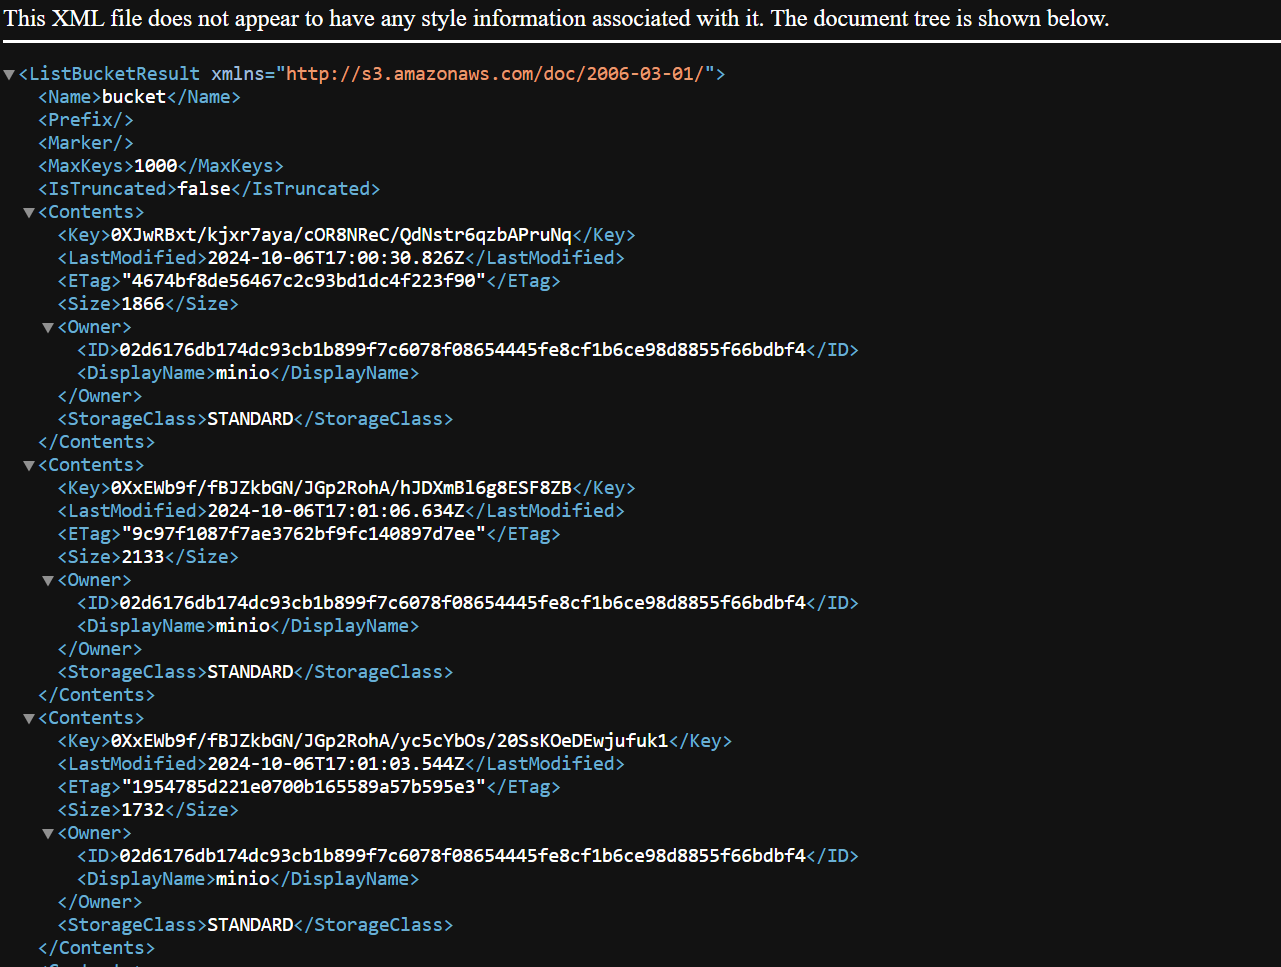 This XML file does not appear to have any style information associated with it. The document tree is shown below.
<ListBucketResult xmlns="http://s3.amazonaws.com/doc/2006-03-01/">
<Name>bucket</Name>
<Prefix/>
<Marker/>
<MaxKeys>1000</MaxKeys>
<IsTruncated>false</IsTruncated>
<Contents>
<Key>0XJwRBxt/kjxr7aya/cOR8NReC/QdNstr6qzbAPruNq</Key>
<LastModified>2024-10-06T17:00:30.826Z</LastModified>
<ETag>"4674bf8de56467c2c93bd1dc4f223f90"</ETag>
<Size>1866</Size>
<Owner>
<ID>02d6176db174dc93cb1b899f7c6078f08654445fe8cf1b6ce98d8855f66bdbf4</ID>
<DisplayName>minio</DisplayName>
</Owner>
<StorageClass>STANDARD</StorageClass>
</Contents>
<Contents>
<Key>0XxEWb9f/fBJZkbGN/JGp2RohA/hJDXmBl6g8ESF8ZB</Key>
<LastModified>2024-10-06T17:01:06.634Z</LastModified>
<ETag>"9c97f1087f7ae3762bf9fc140897d7ee"</ETag>
<Size>2133</Size>
<Owner>
<ID>02d6176db174dc93cb1b899f7c6078f08654445fe8cf1b6ce98d8855f66bdbf4</ID>
<DisplayName>minio</DisplayName>
</Owner>
<StorageClass>STANDARD</StorageClass>
</Contents>
<Contents>
<Key>0XxEWb9f/fBJZkbGN/JGp2RohA/yc5cYbOs/20SsKOeDEwjufuk1</Key>
<LastModified>2024-10-06T17:01:03.544Z</LastModified>
<ETag>"1954785d221e0700b165589a57b595e3"</ETag>
<Size>1732</Size>
<Owner>
<ID>02d6176db174dc93cb1b899f7c6078f08654445fe8cf1b6ce98d8855f66bdbf4</ID>
<DisplayName>minio</DisplayName>
</Owner>
<StorageClass>STANDARD</StorageClass>
</Contents>